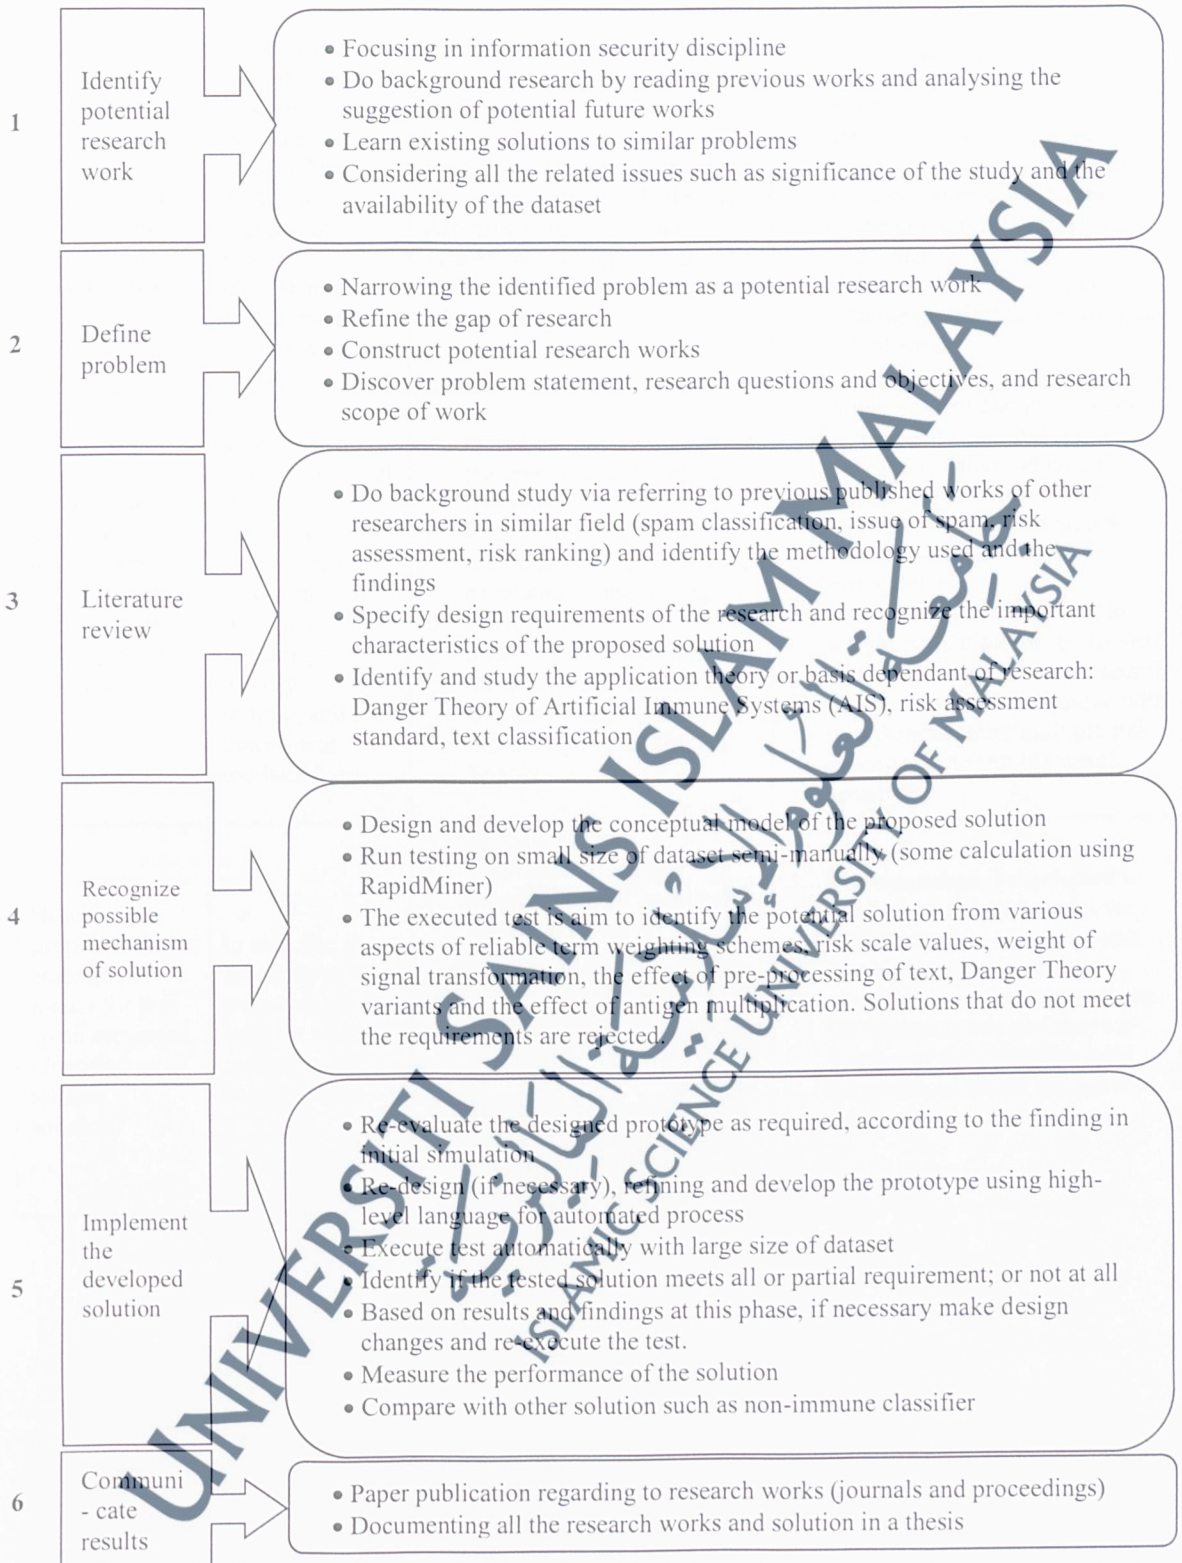 1
Identify
potential
research
work
• Focusing in information security discipline
• Do background research by reading previous works and analysing the
suggestion of potential future works
• Learn existing solutions to similar problems
• Considering all the related issues such as significance of the study and the
availability of the dataset
2
Define
problem
• Narrowing the identified problem as a potential research work
• Refine the gap of research
• Construct potential research works
• Discover problem statement, research questions and objectives, and research
scope of work
3
Literature
review
• Do background study via referring to previous published works of other
researchers in similar field (spam classification, issue of spam, risk
assessment, risk ranking) and identify the methodology used and the
findings
• Specify design requirements of the research and recognize the important
characteristics of the proposed solution
• Identify and study the application theory or basis dependant of research:
Danger Theory of Artificial Immune Systems (AIS), risk assessment
standard, text classification
4
Recognize
possible
mechanism
of solution
• Design and develop the conceptual model of the proposed solution
• Run testing on small size of dataset semi-manually (some calculation using
RapidMiner)
• The executed test is aim to identify the potential solution from various
aspects of reliable term weighting schemes, risk scale values, weight of
signal transformation, the effect of pre-processing of text, Danger Theory
variants and the effect of antigen multiplication. Solutions that do not meet
the requirements are rejected.
5
Implement
the
developed
solution
• Re-evaluate the designed prototype as required, according to the finding in
initial simulation
• Re-design (if necessary), refining and develop the prototype using high-
level language for automated process
• Execute test automatically with large size of dataset
• Identify if the tested solution meets all or partial requirement; or not at all
• Based on results and findings at this phase, if necessary make design
changes and re-execute the test.
• Measure the performance of the solution
• Compare with other solution such as non-immune classifier
6
Communi
- cate
results
• Paper publication regarding to research works (journals and proceedings)
• Documenting all the research works and solution in a thesis
UNIVERSITI SAINS ISLAM MALAYSIA
جامعة العلوم الإسلامية الماليزية
ISLAMIC SCIENCE UNIVERSITY OF MALAYSIA